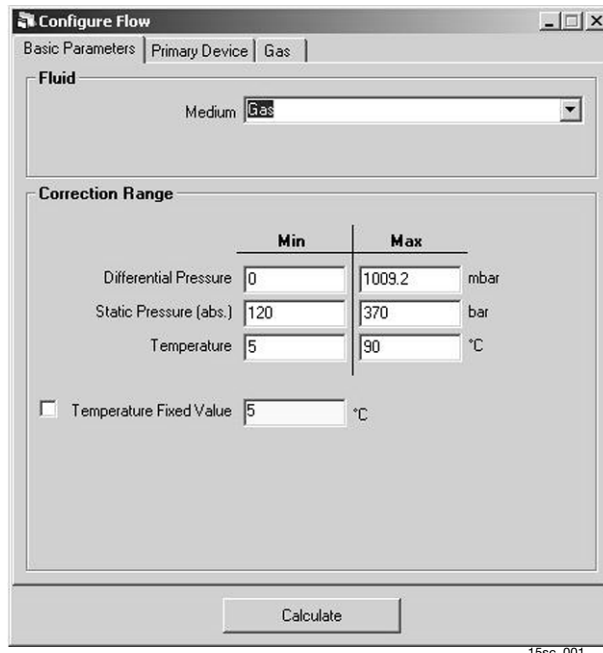 Configure Flow
Basic Parameters Primary Device Gas
Fluid
Medium Gas
Correction Range
Min Max
Differential Pressure 0 1009.2 mbar
Static Pressure (abs.) 120 370 bar
Temperature 5 90 °C
Temperature Fixed Value 5 °C
Calculate
15sc_001